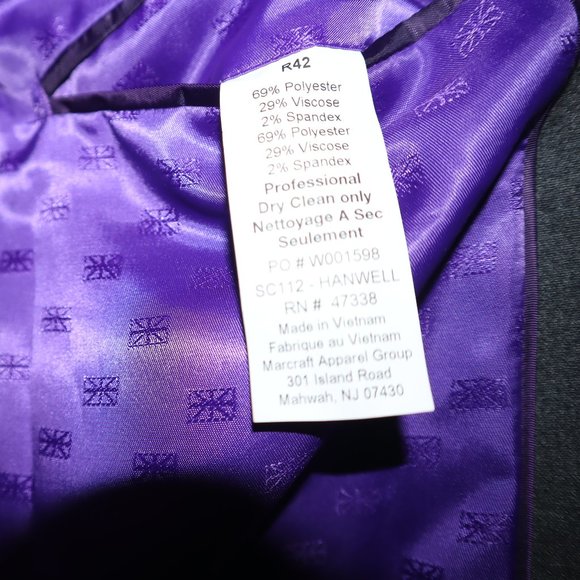 R42
69% Polyester
29% Viscose
2% Spandex
69% Polyester
29% Viscose
2% Spandex
Professional
Dry Clean only
Nettoyage A Sec
Seulement
PO # W001598
SC112 - HANWELL
RN # 47338
Made in Vietnam
Fabrique au Vietnam
Marcraft Apparel Group
301 Island Road
Mahwah, NJ 07430